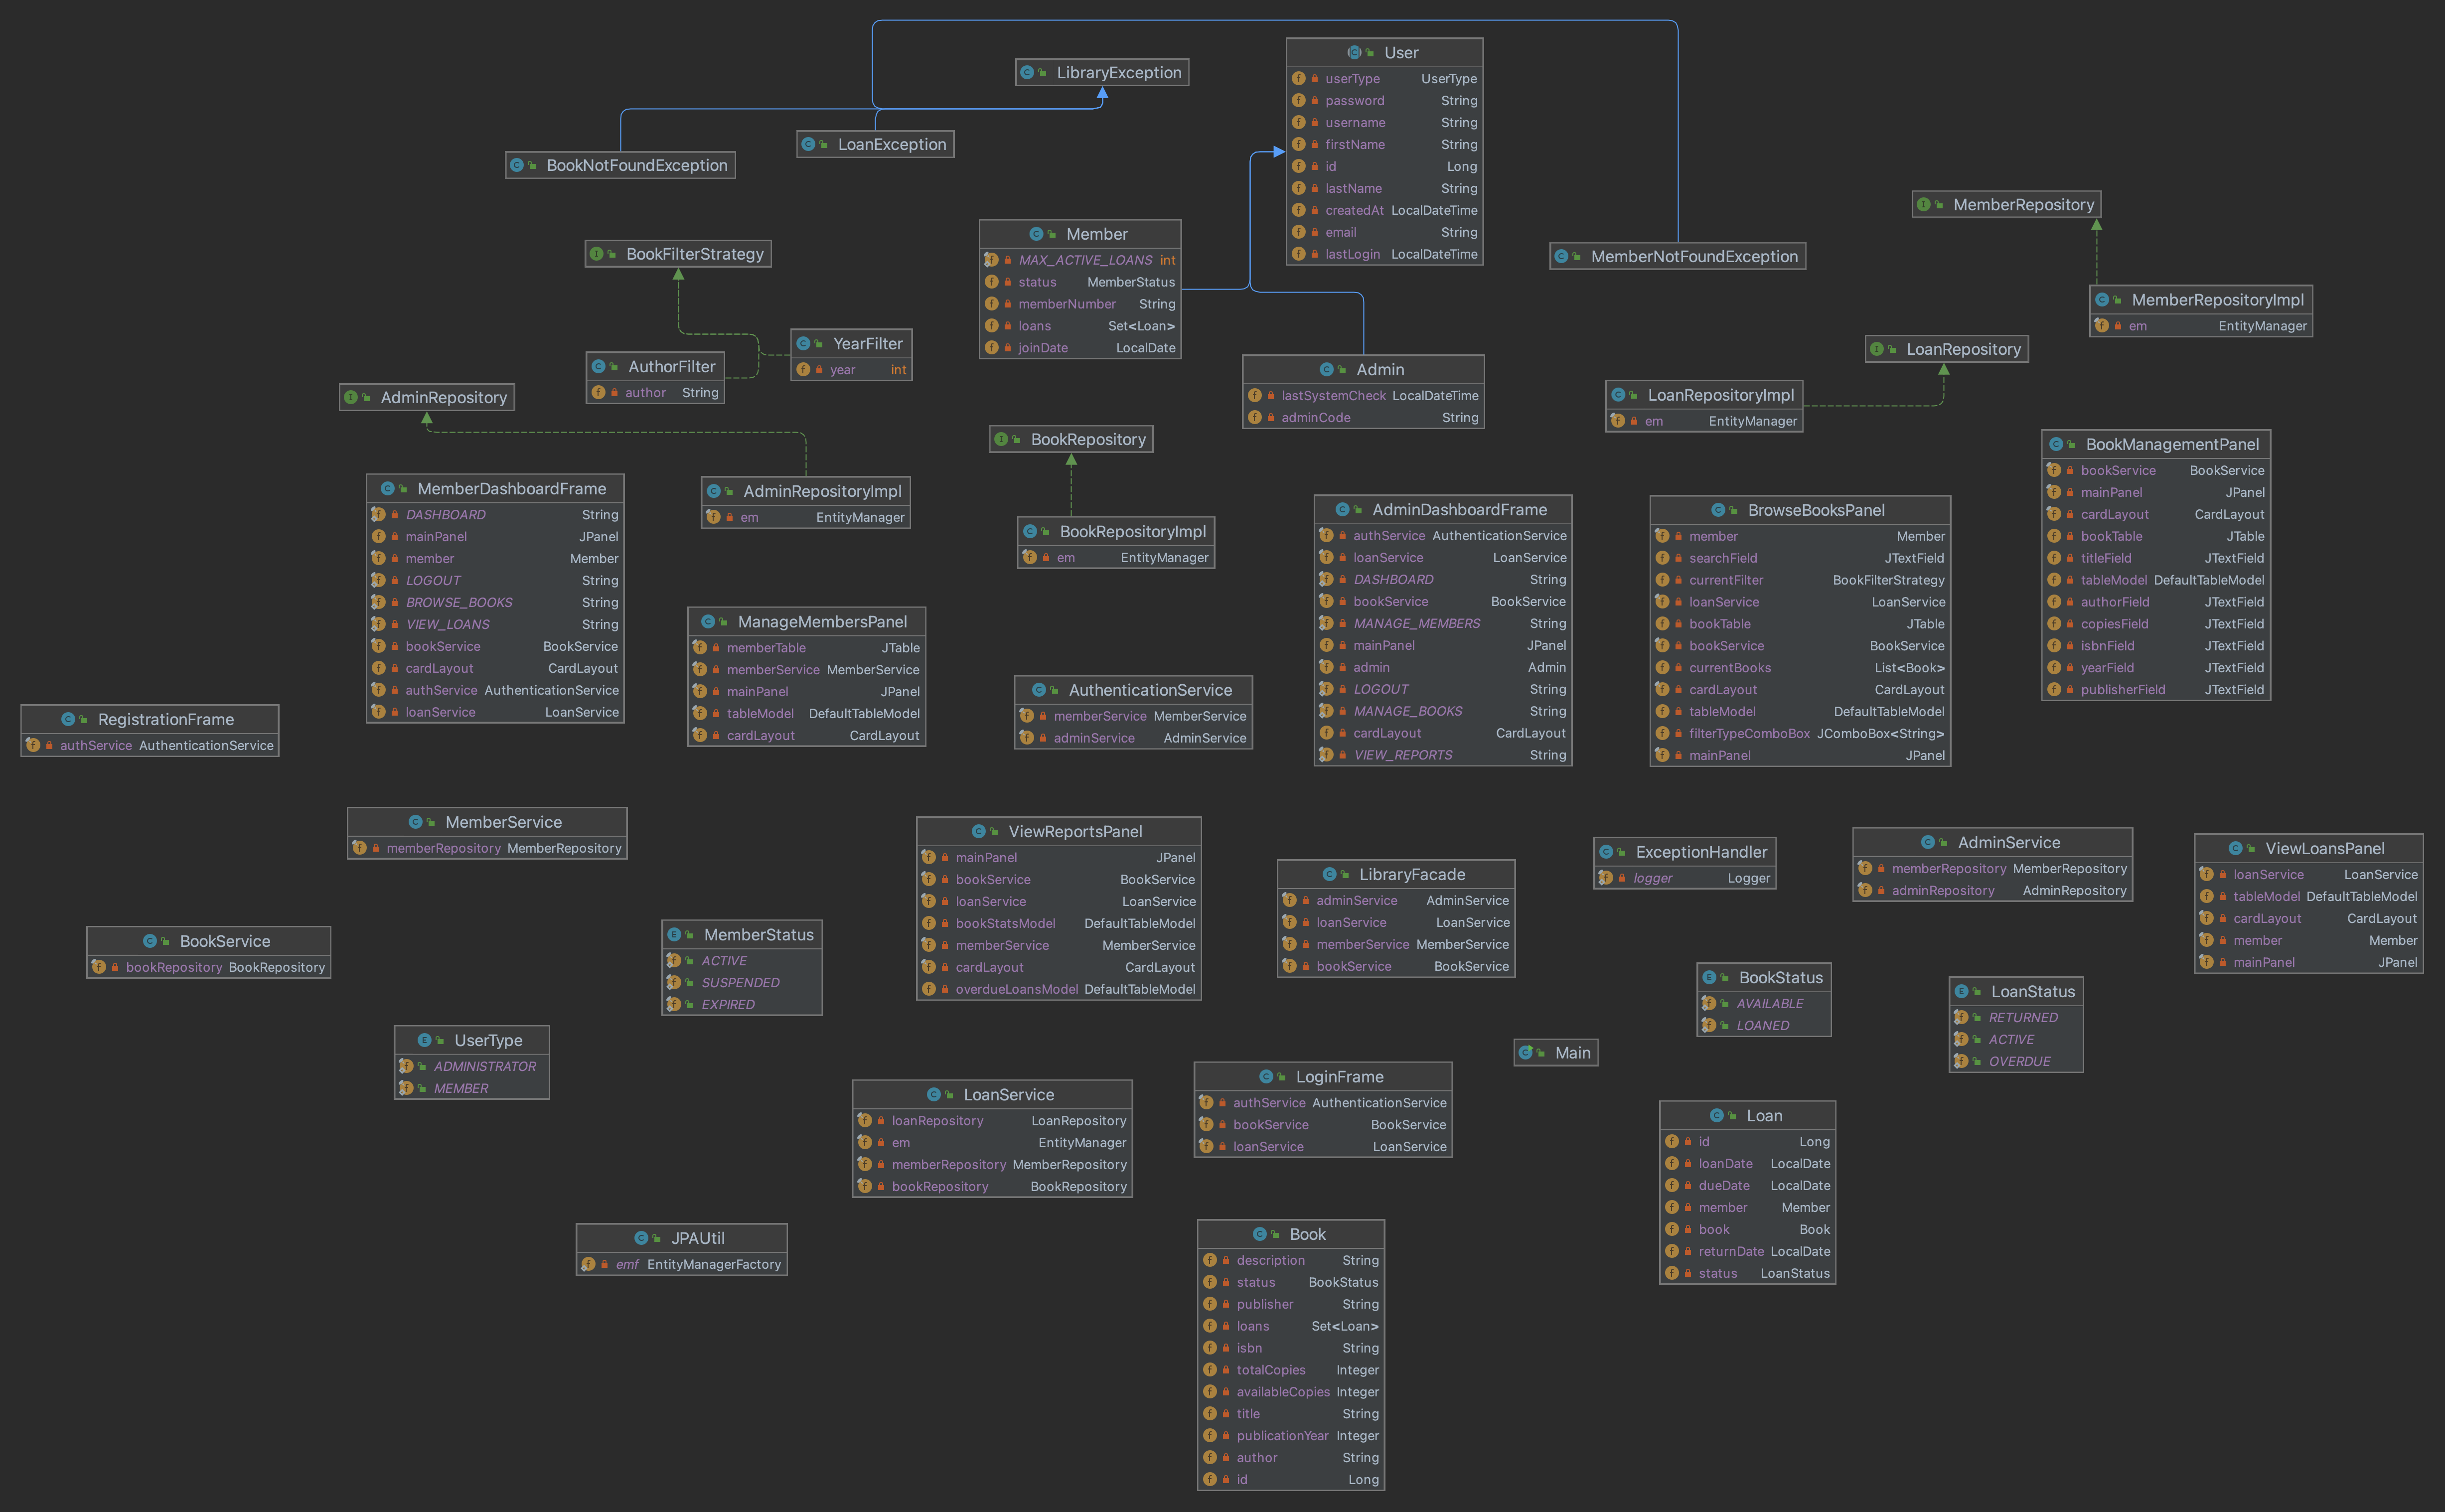 LibraryException
User
userType UserType
password String
username String
firstName String
id Long
lastName String
createdAt LocalDateTime
email String
lastLogin LocalDateTime
LoanException
BookNotFoundException
MemberRepository
Member
MAX_ACTIVE_LOANS int
status MemberStatus
memberNumber String
loans Set<Loan>
joinDate LocalDate
BookFilterStrategy
MemberNotFoundException
MemberRepositoryImpl
em EntityManager
YearFilter
year int
LoanRepository
AuthorFilter
author String
Admin
lastSystemCheck LocalDateTime
adminCode String
AdminRepository
LoanRepositoryImpl
em EntityManager
BookRepository
BookManagementPanel
bookService BookService
mainPanel JPanel
cardLayout CardLayout
bookTable JTable
titleField JTextField
tableModel DefaultTableModel
authorField JTextField
copiesField JTextField
isbnField JTextField
yearField JTextField
publisherField JTextField
MemberDashboardFrame
DASHBOARD String
mainPanel JPanel
member Member
LOGOUT String
BROWSE_BOOKS String
VIEW_LOANS String
bookService BookService
cardLayout CardLayout
authService AuthenticationService
loanService LoanService
AdminRepositoryImpl
em EntityManager
BookRepositoryImpl
em EntityManager
AdminDashboardFrame
authService AuthenticationService
loanService LoanService
DASHBOARD String
bookService BookService
MANAGE_MEMBERS String
mainPanel JPanel
admin Admin
LOGOUT String
MANAGE_BOOKS String
cardLayout CardLayout
VIEW_REPORTS String
BrowseBooksPanel
member Member
searchField JTextField
currentFilter BookFilterStrategy
loanService LoanService
bookTable JTable
bookService BookService
currentBooks List<Book>
cardLayout CardLayout
tableModel DefaultTableModel
filterTypeComboBox JComboBox<String>
mainPanel JPanel
ManageMembersPanel
memberTable JTable
memberService MemberService
mainPanel JPanel
tableModel DefaultTableModel
cardLayout CardLayout
AuthenticationService
memberService MemberService
adminService AdminService
RegistrationFrame
authService AuthenticationService
MemberService
memberRepository MemberRepository
ViewReportsPanel
mainPanel JPanel
bookService BookService
loanService LoanService
bookStatsModel DefaultTableModel
memberService MemberService
cardLayout CardLayout
overdueLoansModel DefaultTableModel
LibraryFacade
adminService AdminService
loanService LoanService
memberService MemberService
bookService BookService
ExceptionHandler
logger Logger
AdminService
memberRepository MemberRepository
adminRepository AdminRepository
ViewLoansPanel
loanService LoanService
tableModel DefaultTableModel
cardLayout CardLayout
member Member
mainPanel JPanel
BookService
bookRepository BookRepository
MemberStatus
ACTIVE
SUSPENDED
EXPIRED
BookStatus
AVAILABLE
LOANED
LoanStatus
RETURNED
ACTIVE
OVERDUE
UserType
ADMINISTRATOR
MEMBER
Main
LoanService
loanRepository LoanRepository
em EntityManager
memberRepository MemberRepository
bookRepository BookRepository
LoginFrame
authService AuthenticationService
bookService BookService
loanService LoanService
Loan
id Long
loanDate LocalDate
dueDate LocalDate
member Member
book Book
returnDate LocalDate
status LoanStatus
JPAUtil
emf EntityManagerFactory
Book
description String
status BookStatus
publisher String
loans Set<Loan>
isbn String
totalCopies Integer
availableCopies Integer
title String
publicationYear Integer
author String
id Long